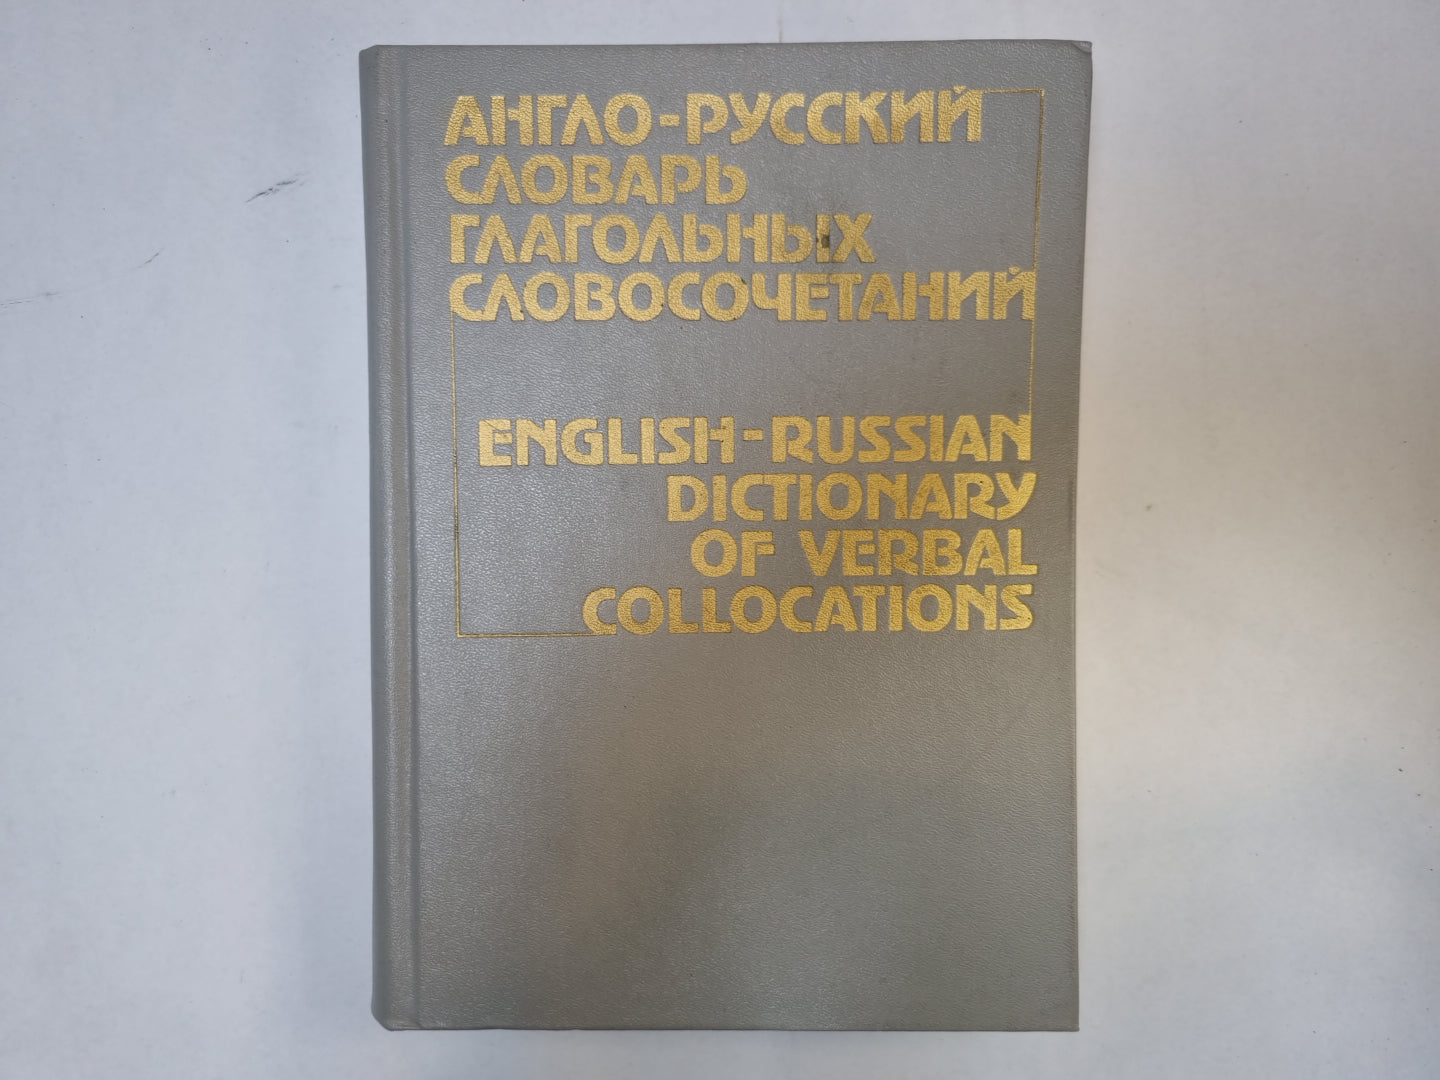 АНГЛО-РУССКИЙ
СЛОВАРЬ
ГЛАГОЛЬНЫХ
СЛОВОСОЧЕТАНИЙ
ENGLISH-RUSSIAN
DICTIONARY
OF VERBAL
COLLOCATIONS